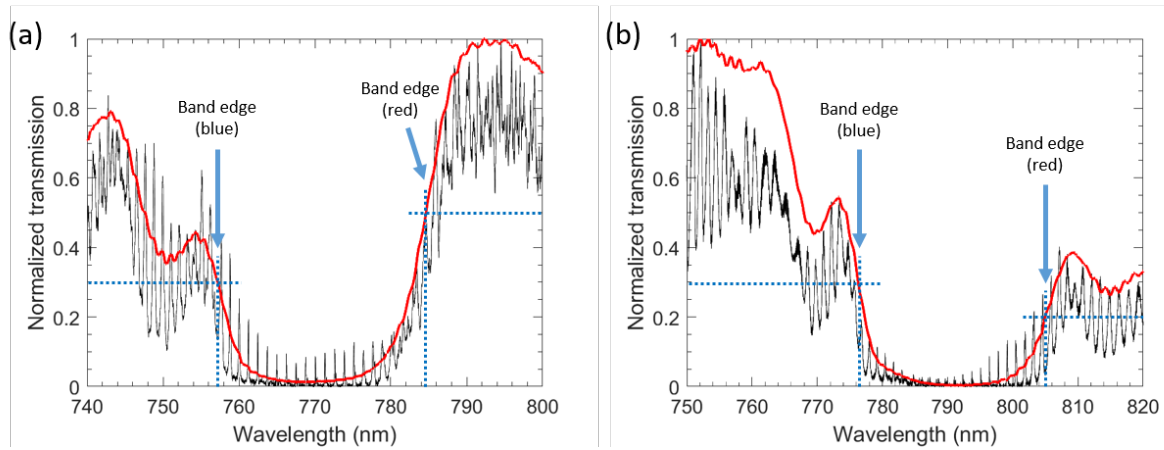 (a)
Normalized transmission
1
0.8
0.6
0.4
0.2
0
740
750
760
770
780
790
800
Wavelength (nm)
Band edge
(blue)
Band edge
(red)
(b)
Normalized transmission
1
0.8
0.6
0.4
0.2
0
750
760
770
780
790
800
810
820
Wavelength (nm)
Band edge
(blue)
Band edge
(red)